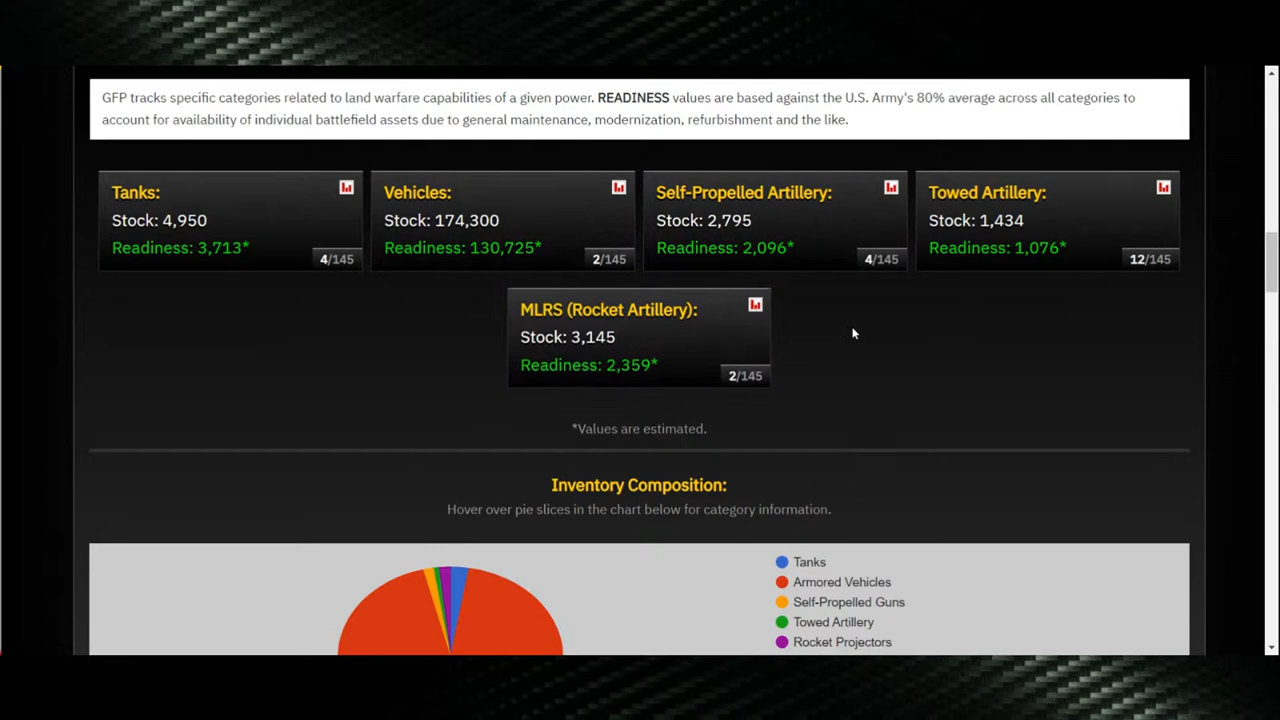 GFP tracks specific categories related to land warfare capabilities of a given power. READINESS values are based against the U.S. Army's 80% average across all categories to
account for availability of individual battlefield assets due to general maintenance, modernization, refurbishment and the like.
Tanks:
Stock: 4,950
Readiness: 3,713*
4/145
Vehicles:
Stock: 174,300
Readiness: 130,725*
2/145
Self-Propelled Artillery:
Stock: 2,795
Readiness: 2,096*
4/145
Towed Artillery:
Stock: 1,434
Readiness: 1,076*
12/145
MLRS (Rocket Artillery):
Stock: 3,145
Readiness: 2,359*
2/145
*Values are estimated.
Inventory Composition:
Hover over pie slices in the chart below for category information.
Tanks
Armored Vehicles
Self-Propelled Guns
Towed Artillery
Rocket Projectors